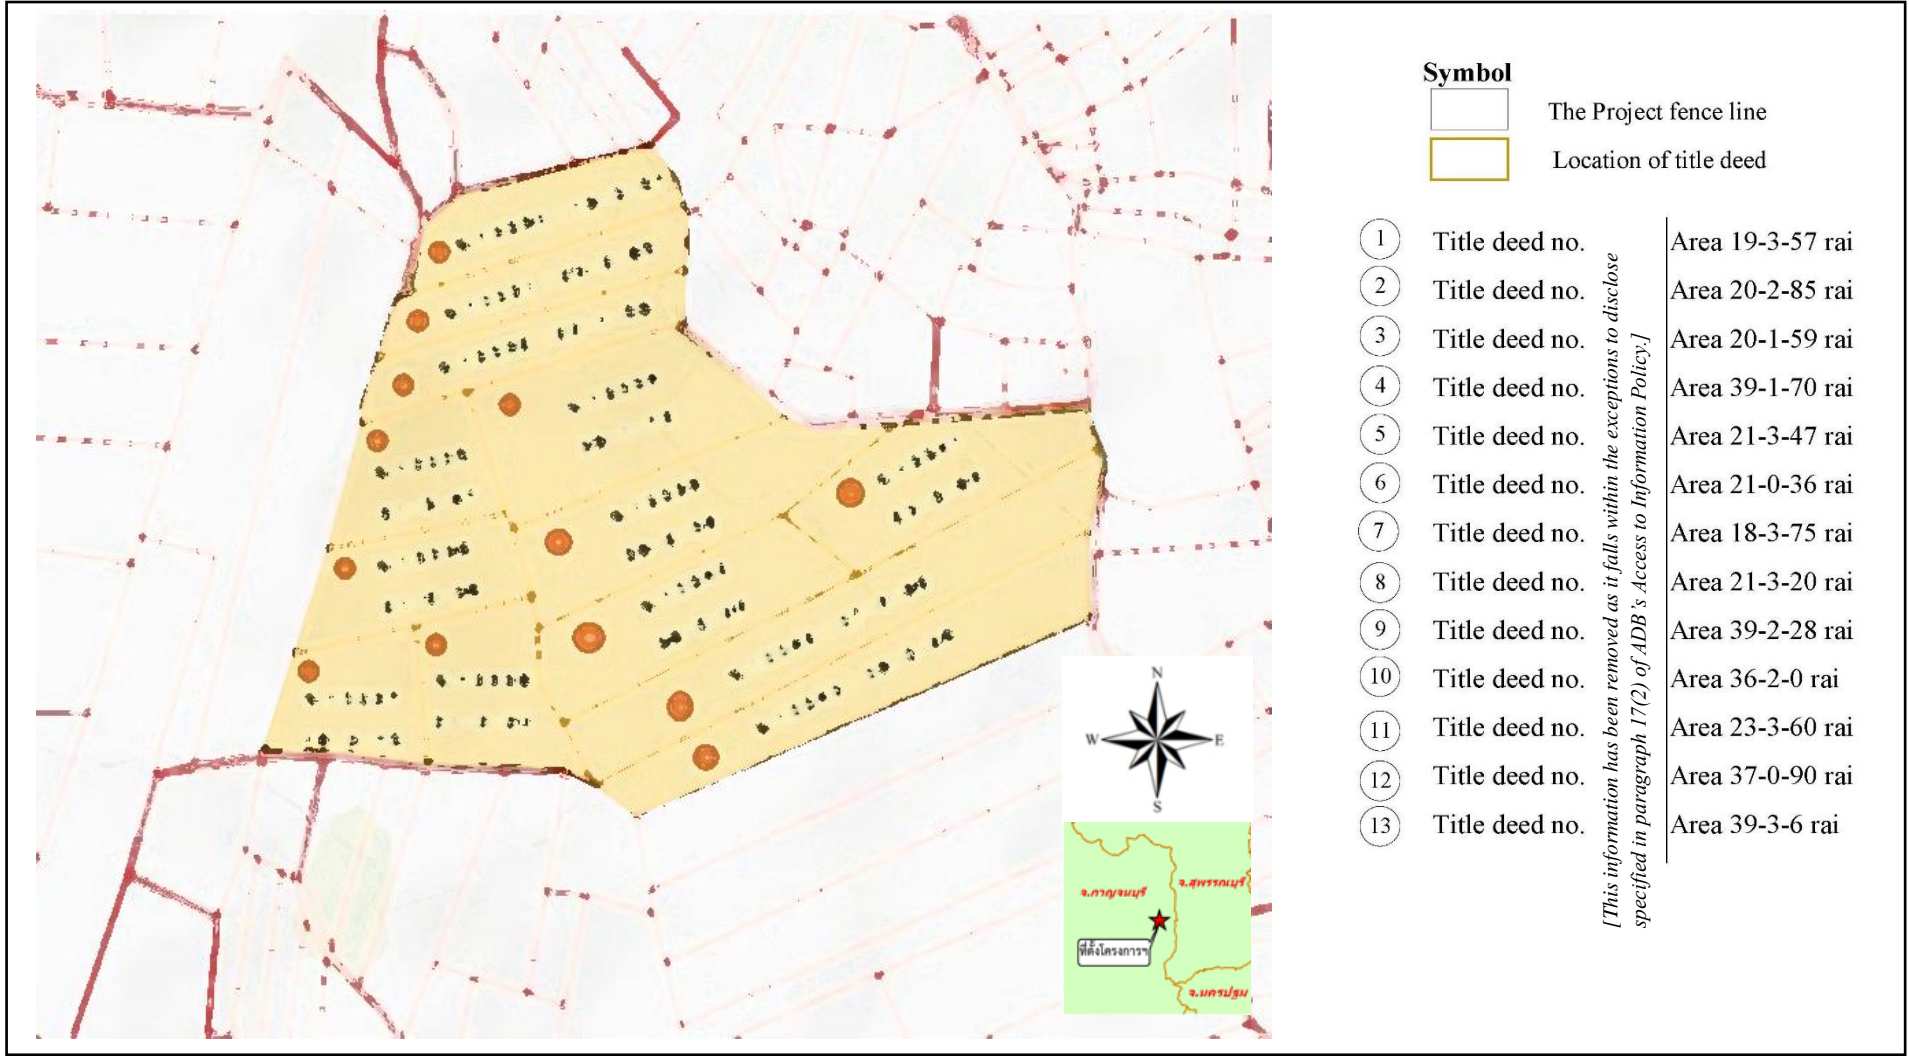 Symbol
The Project fence line
Location of title deed
1 Title deed no. Area 19-3-57 rai
2 Title deed no. Area 20-2-85 rai
3 Title deed no. Area 20-1-59 rai
4 Title deed no. Area 39-1-70 rai
5 Title deed no. Area 21-3-47 rai
6 Title deed no. Area 21-0-36 rai
7 Title deed no. Area 18-3-75 rai
8 Title deed no. Area 21-3-20 rai
9 Title deed no. Area 39-2-28 rai
10 Title deed no. Area 36-2-0 rai
11 Title deed no. Area 23-3-60 rai
12 Title deed no. Area 37-0-90 rai
13 Title deed no. Area 39-3-6 rai
[This information has been removed as it falls within the exceptions to disclose
specified in paragraph 17(2) of ADB's Access to Information Policy.]
N
W E
S
จ.กาญจนบุรี
จ.สุพรรณบุรี
ที่ตั้งโครงการฯ
จ.นครปฐม